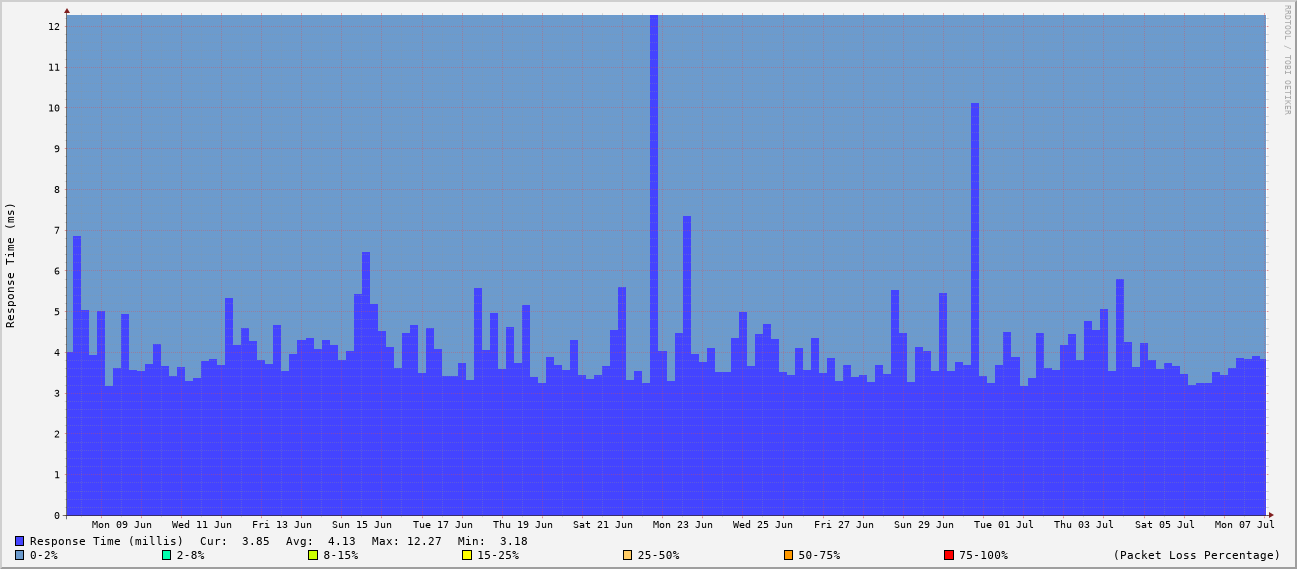 RRDTOOL / TOBI OETIKER
Response Time (ms)
12
11
10
9
8
7
6
5
4
3
2
1
0
Mon 09 Jun Wed 11 Jun Fri 13 Jun Sun 15 Jun Tue 17 Jun Thu 19 Jun Sat 21 Jun Mon 23 Jun Wed 25 Jun Fri 27 Jun Sun 29 Jun Tue 01 Jul Thu 03 Jul Sat 05 Jul Mon 07 Jul
Response Time (millis) Cur: 3.85 Avg: 4.13 Max: 12.27 Min: 3.18
0-2% 2-8% 8-15% 15-25% 25-50% 50-75% 75-100% (Packet Loss Percentage)